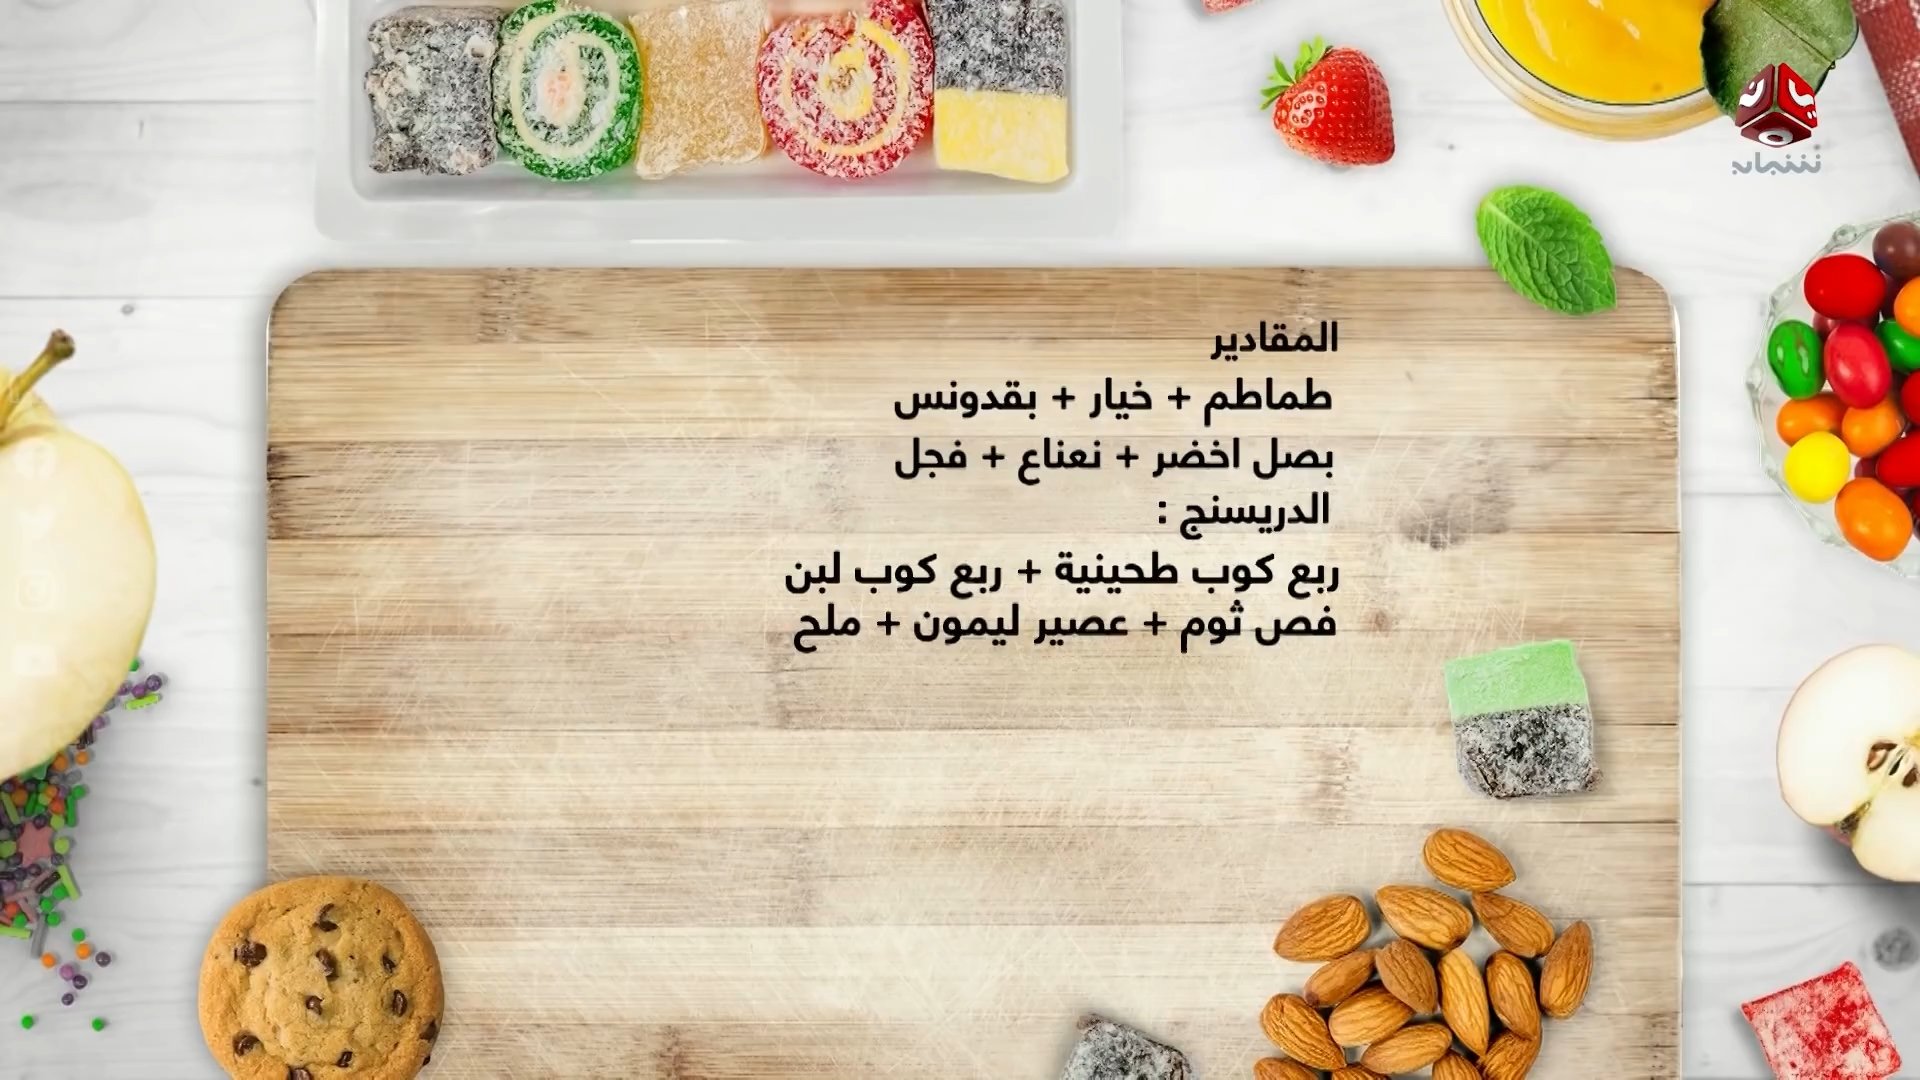 المقادير
طماطم + خيار + بقدونس
بصل اخضر + نعناع + فجل
الدريسنج :
ربع كوب طحينية + ربع كوب لبن
فص ثوم + عصير ليمون + ملح